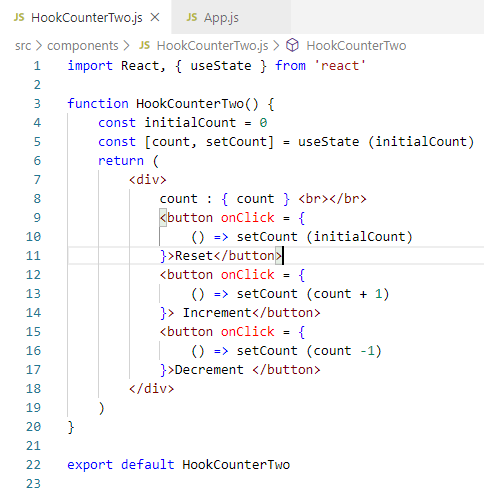 JS HookCounterTwo.js × JS App.js
src > components > JS HookCounterTwo.js > HookCounterTwo
1 import React, { useState } from 'react'
2
3 function HookCounterTwo() {
4     const initialCount = 0
5     const [count, setCount] = useState (initialCount)
6     return (
7         <div>
8             count : { count } <br></br>
9             <button onClick = {
10                 () => setCount (initialCount)
11             }>Reset</button>
12             <button onClick = {
13                 () => setCount (count + 1)
14             }> Increment</button>
15             <button onClick = {
16                 () => setCount (count -1)
17             }>Decrement </button>
18         </div>
19     )
20 }
21
22 export default HookCounterTwo
23